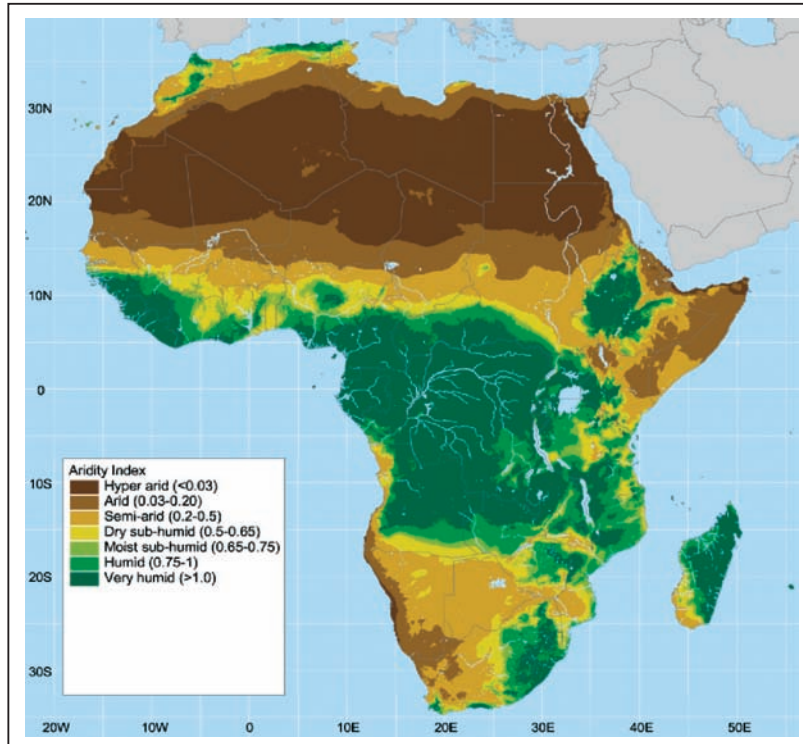 30N
20N
10N
0
10S
20S
30S
Aridity Index
Hyper arid (<0.03)
Arid (0.03-0.20)
Semi-arid (0.2-0.5)
Dry sub-humid (0.5-0.65)
Moist sub-humid (0.65-0.75)
Humid (0.75-1)
Very humid (>1.0)
20W 10W 0 10E 20E 30E 40E 50E